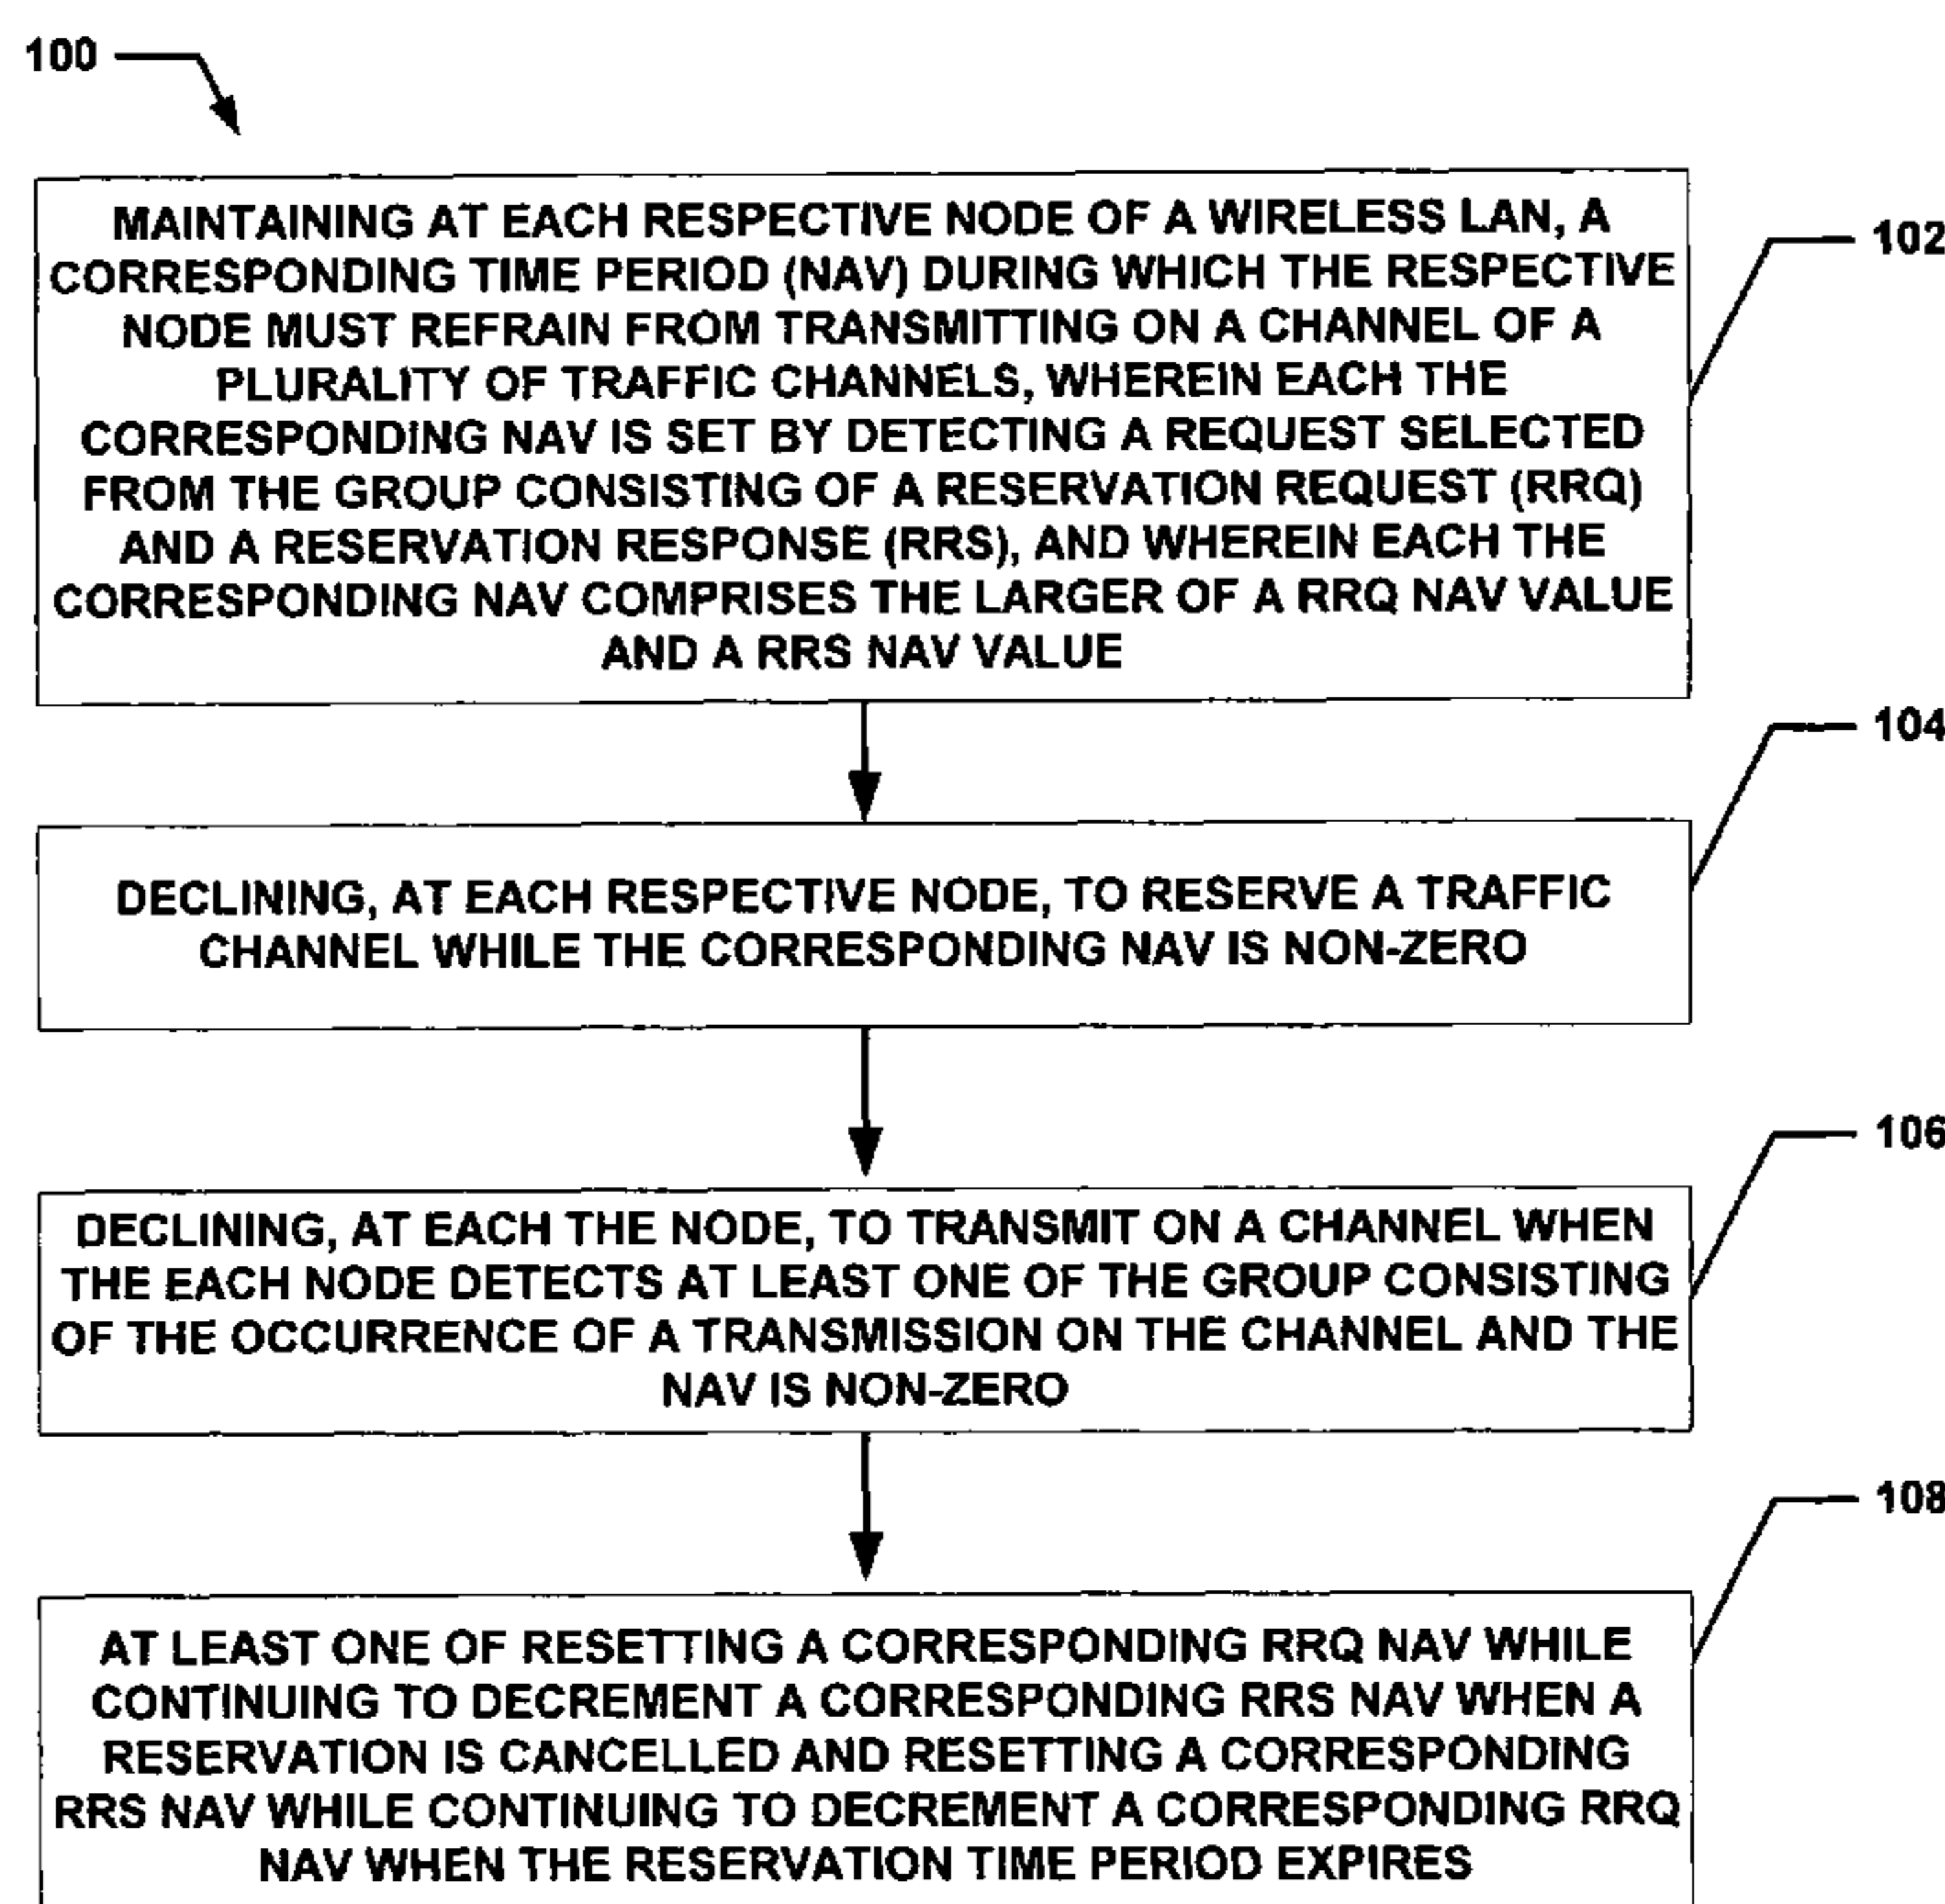 100
MAINTAINING AT EACH RESPECTIVE NODE OF A WIRELESS LAN, A
CORRESPONDING TIME PERIOD (NAV) DURING WHICH THE RESPECTIVE
NODE MUST REFRAIN FROM TRANSMITTING ON A CHANNEL OF A
PLURALITY OF TRAFFIC CHANNELS, WHEREIN EACH THE
CORRESPONDING NAV IS SET BY DETECTING A REQUEST SELECTED
FROM THE GROUP CONSISTING OF A RESERVATION REQUEST (RRQ)
AND A RESERVATION RESPONSE (RRS), AND WHEREIN EACH THE
CORRESPONDING NAV COMPRISES THE LARGER OF A RRQ NAV VALUE
AND A RRS NAV VALUE
102
104
DECLINING, AT EACH RESPECTIVE NODE, TO RESERVE A TRAFFIC
CHANNEL WHILE THE CORRESPONDING NAV IS NON-ZERO
106
DECLINING, AT EACH THE NODE, TO TRANSMIT ON A CHANNEL WHEN
THE EACH NODE DETECTS AT LEAST ONE OF THE GROUP CONSISTING
OF THE OCCURRENCE OF A TRANSMISSION ON THE CHANNEL AND THE
NAV IS NON-ZERO
108
AT LEAST ONE OF RESETTING A CORRESPONDING RRQ NAV WHILE
CONTINUING TO DECREMENT A CORRESPONDING RRS NAV WHEN A
RESERVATION IS CANCELLED AND RESETTING A CORRESPONDING
RRS NAV WHILE CONTINUING TO DECREMENT A CORRESPONDING RRQ
NAV WHEN THE RESERVATION TIME PERIOD EXPIRES